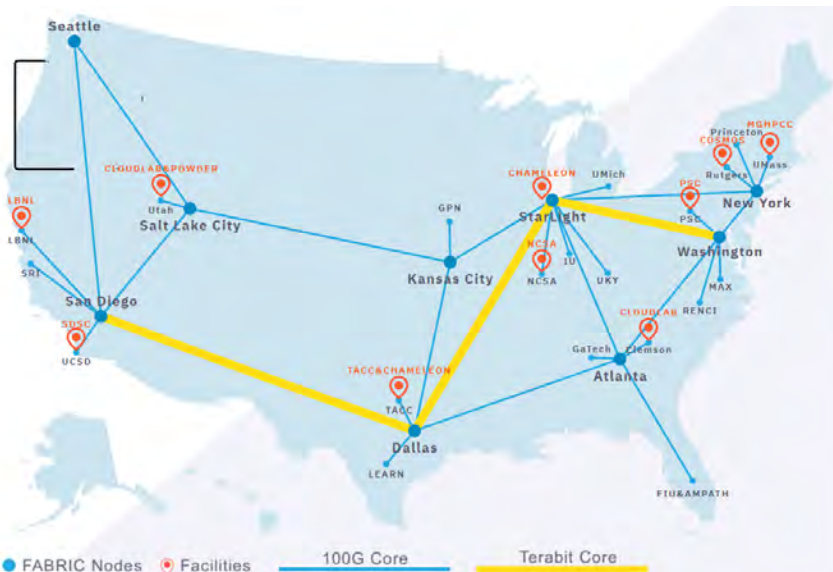 Seattle
Princeton
MGHPCC
COSMOS
UMass
Rutgers
CHAMELEON
UMich
CLOUDLAB&POWDER
Utah
Salt Lake City
PSC
PSC
New York
StarLight
GPN
LBNL
LBNL
Washington
Kansas City
NCSA
NCSA
IU
UKY
SRI
MAX
RENCI
San Diego
SDSC
UCSD
CLOUDLAB
Clemson
GaTech
Atlanta
TACC&CHAMELEON
TACC
Dallas
LEARN
FIU&AMPATH
FABRIC Nodes
Facilities
100G Core
Terabit Core